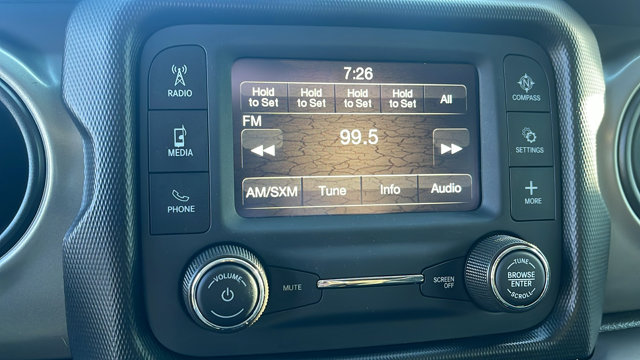 7:26
Hold to Set Hold to Set Hold to Set Hold to Set All
FM
99.5
AM/SXM Tune Info Audio
RADIO
MEDIA
PHONE
N
COMPASS
SETTINGS
MORE
VOLUME
MUTE
SCREEN OFF
TUNE
BROWSE
ENTER
SCROLL